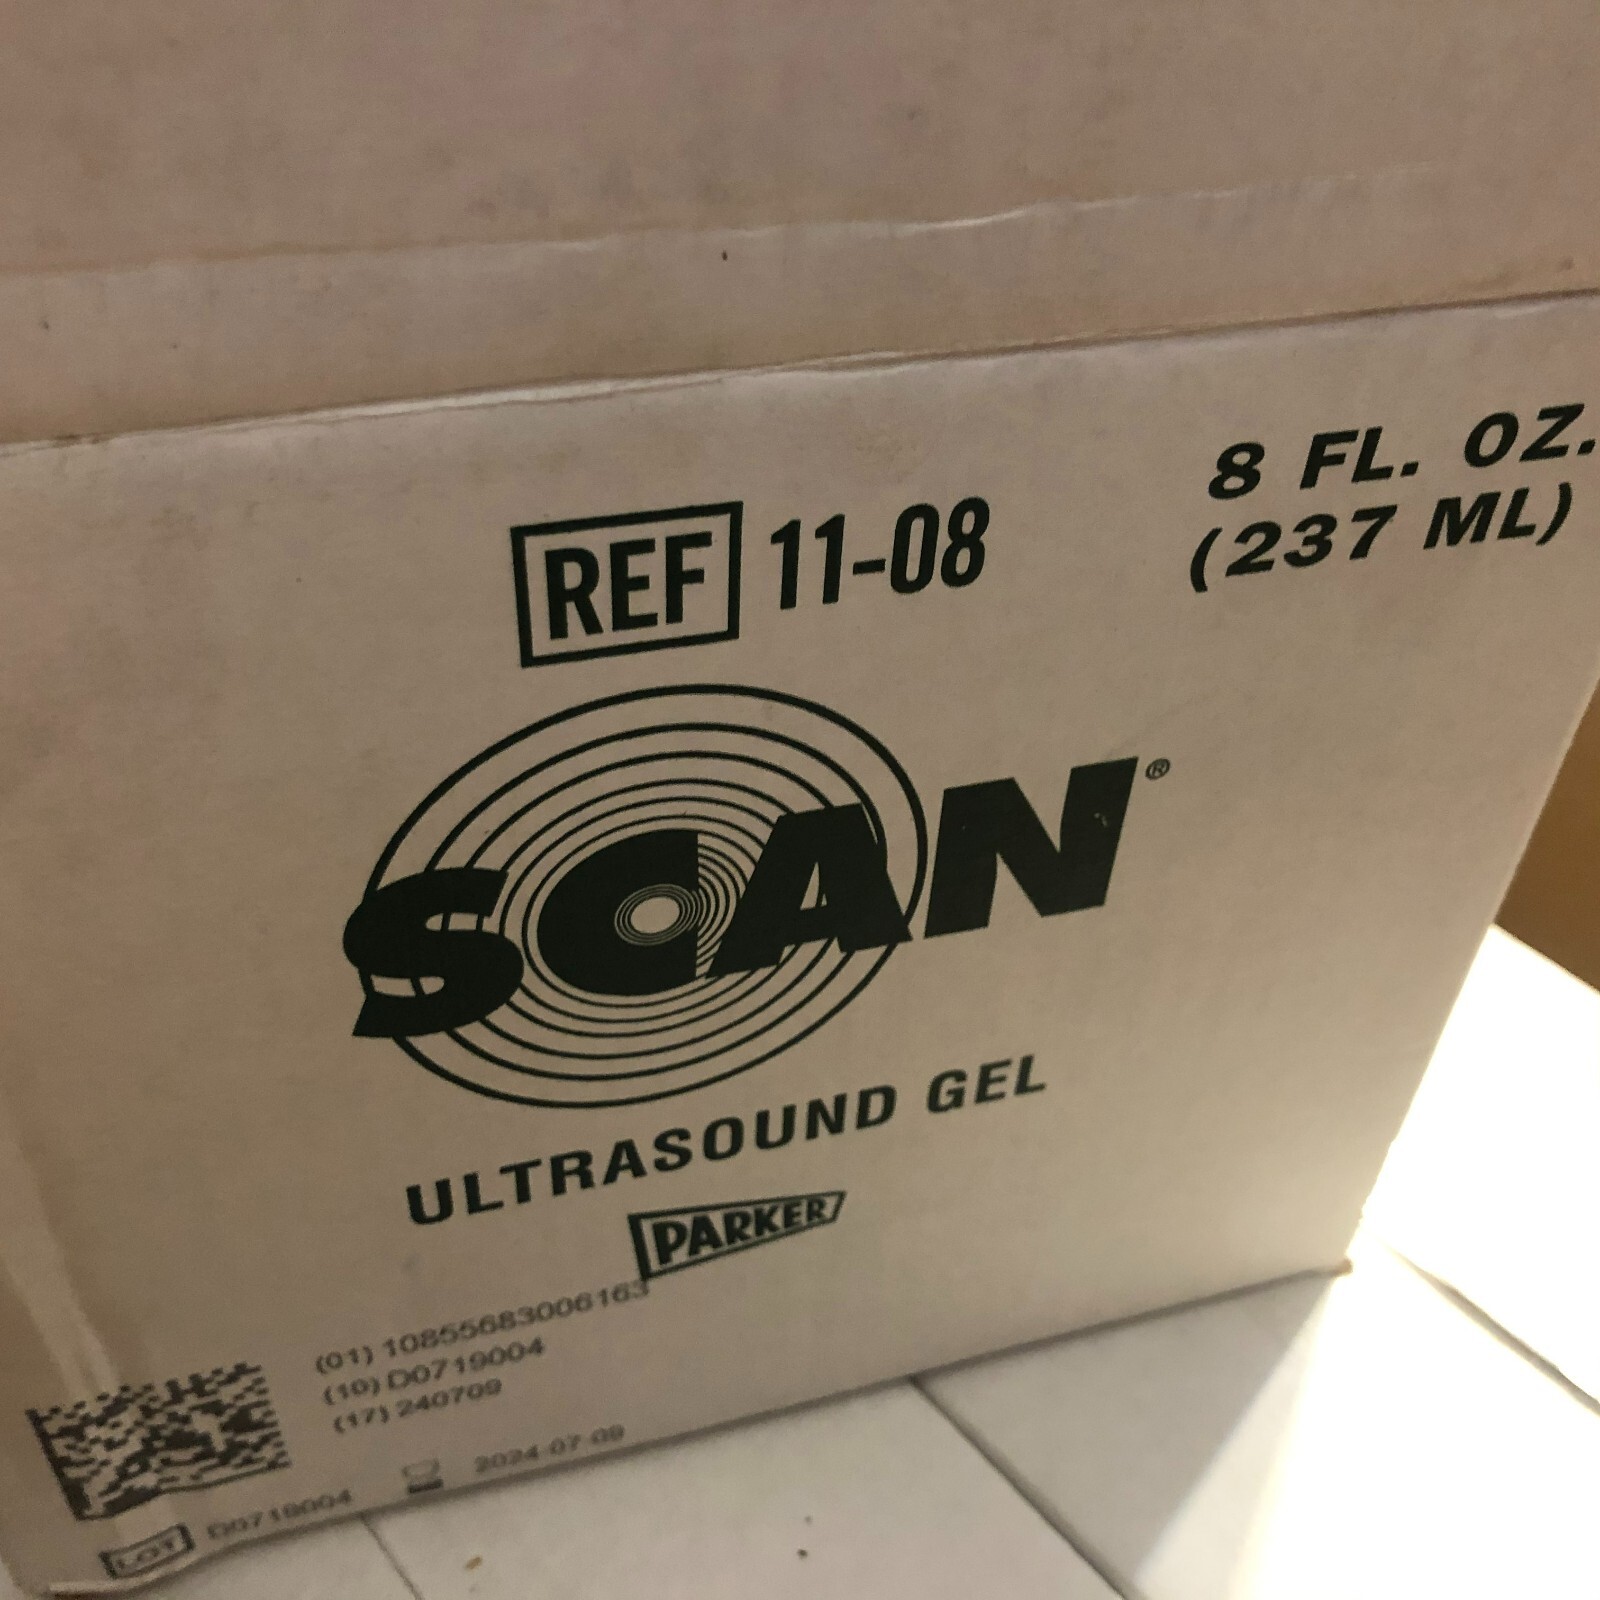 REF 11-08
8 FL. OZ.
(237 ML)
SCAN®
ULTRASOUND GEL
PARKER
(01) 10855683006163
(10) D0719004
(17) 240709
2024-07-09
LOT D0719004